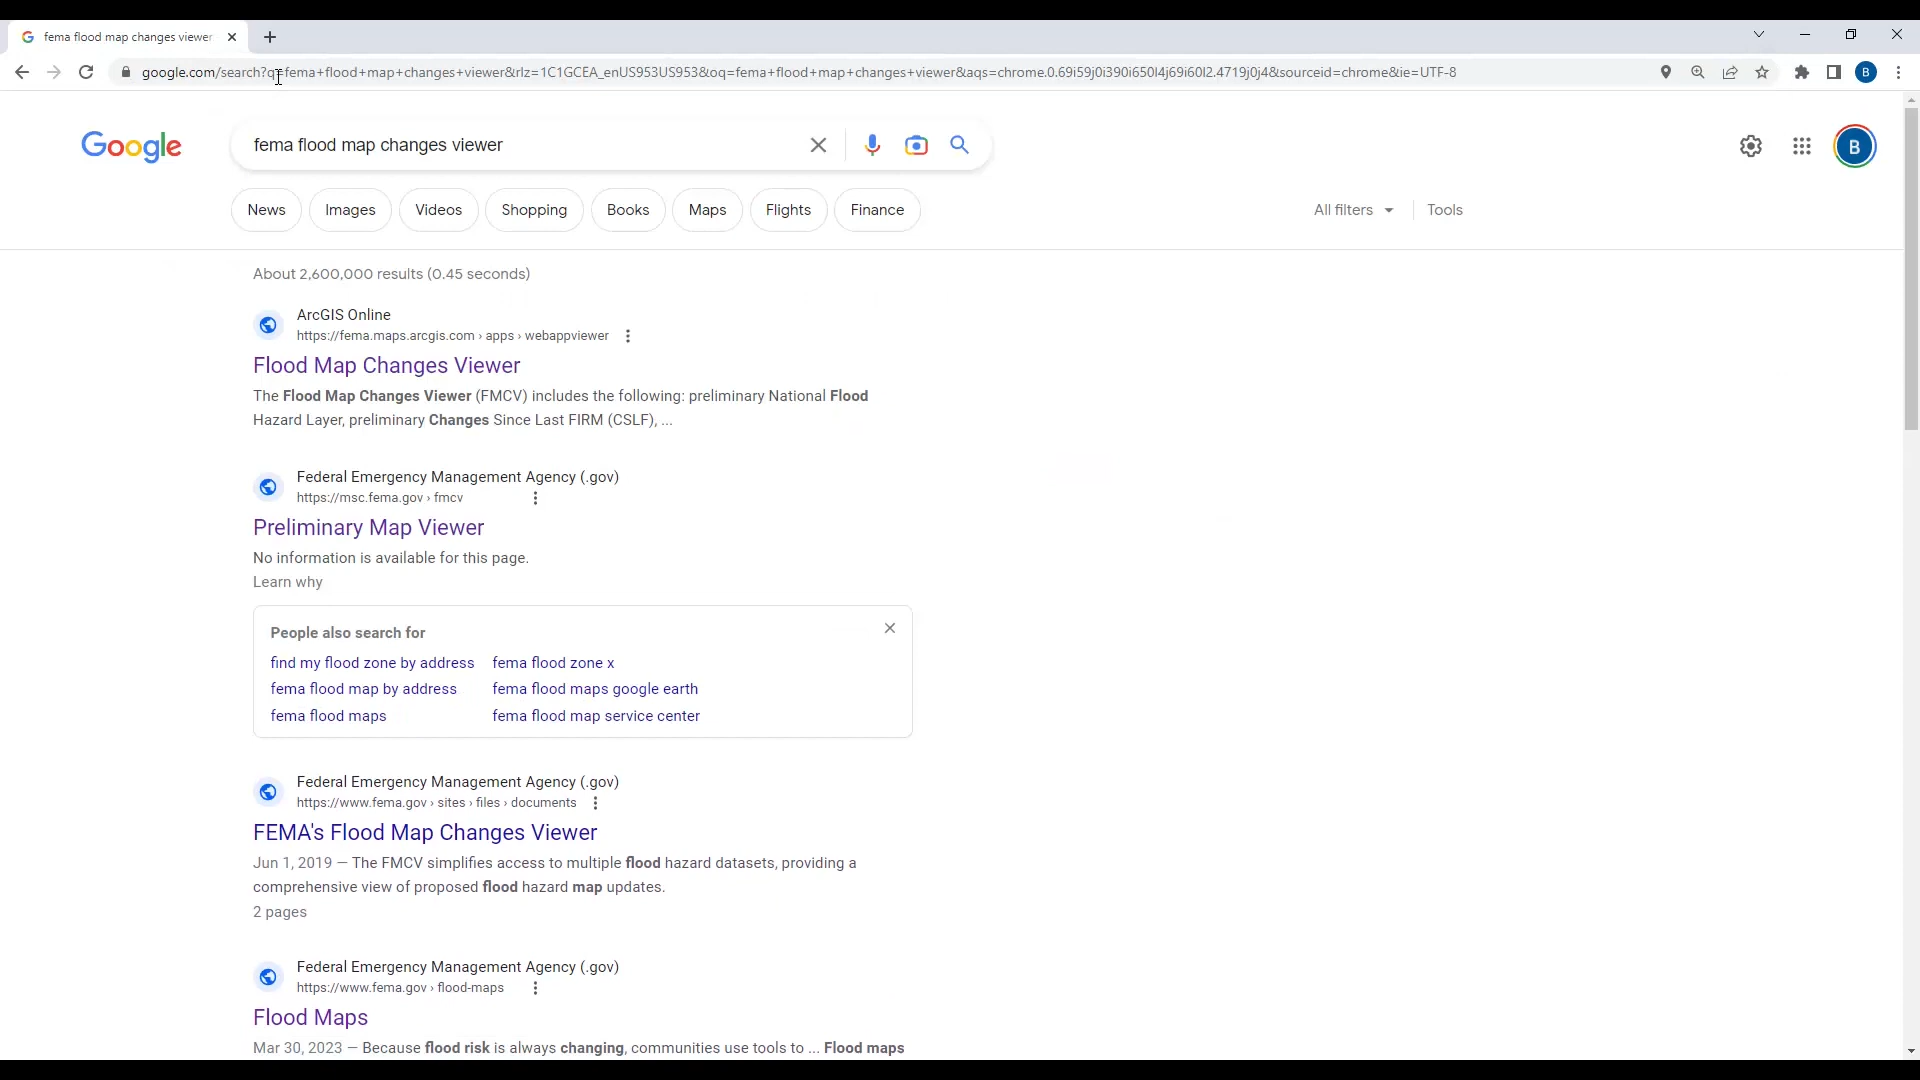 fema flood map changes viewer
google.com/search?q=fema+flood+map+changes+viewer&rlz=1C1GCEA_enUS953US953&oq=fema+flood+map+changes+viewer&aqs=chrome.0.69i59j0i390i650l4j69i60l2.4719j0j4&sourceid=chrome&ie=UTF-8
B
Google
fema flood map changes viewer
B
News
Images
Videos
Shopping
Books
Maps
Flights
Finance
All filters
Tools
About 2,600,000 results (0.45 seconds)
ArcGIS Online
https://fema.maps.arcgis.com › apps › webappviewer
Flood Map Changes Viewer
The Flood Map Changes Viewer (FMCV) includes the following: preliminary National Flood
Hazard Layer, preliminary Changes Since Last FIRM (CSLF), ...
Federal Emergency Management Agency (.gov)
https://msc.fema.gov › fmcv
Preliminary Map Viewer
No information is available for this page.
Learn why
People also search for
find my flood zone by address
fema flood zone x
fema flood map by address
fema flood maps google earth
fema flood maps
fema flood map service center
Federal Emergency Management Agency (.gov)
https://www.fema.gov › sites › files › documents
FEMA's Flood Map Changes Viewer
Jun 1, 2019 — The FMCV simplifies access to multiple flood hazard datasets, providing a
comprehensive view of proposed flood hazard map updates.
2 pages
Federal Emergency Management Agency (.gov)
https://www.fema.gov › flood-maps
Flood Maps
Mar 30, 2023 — Because flood risk is always changing, communities use tools to ... Flood maps